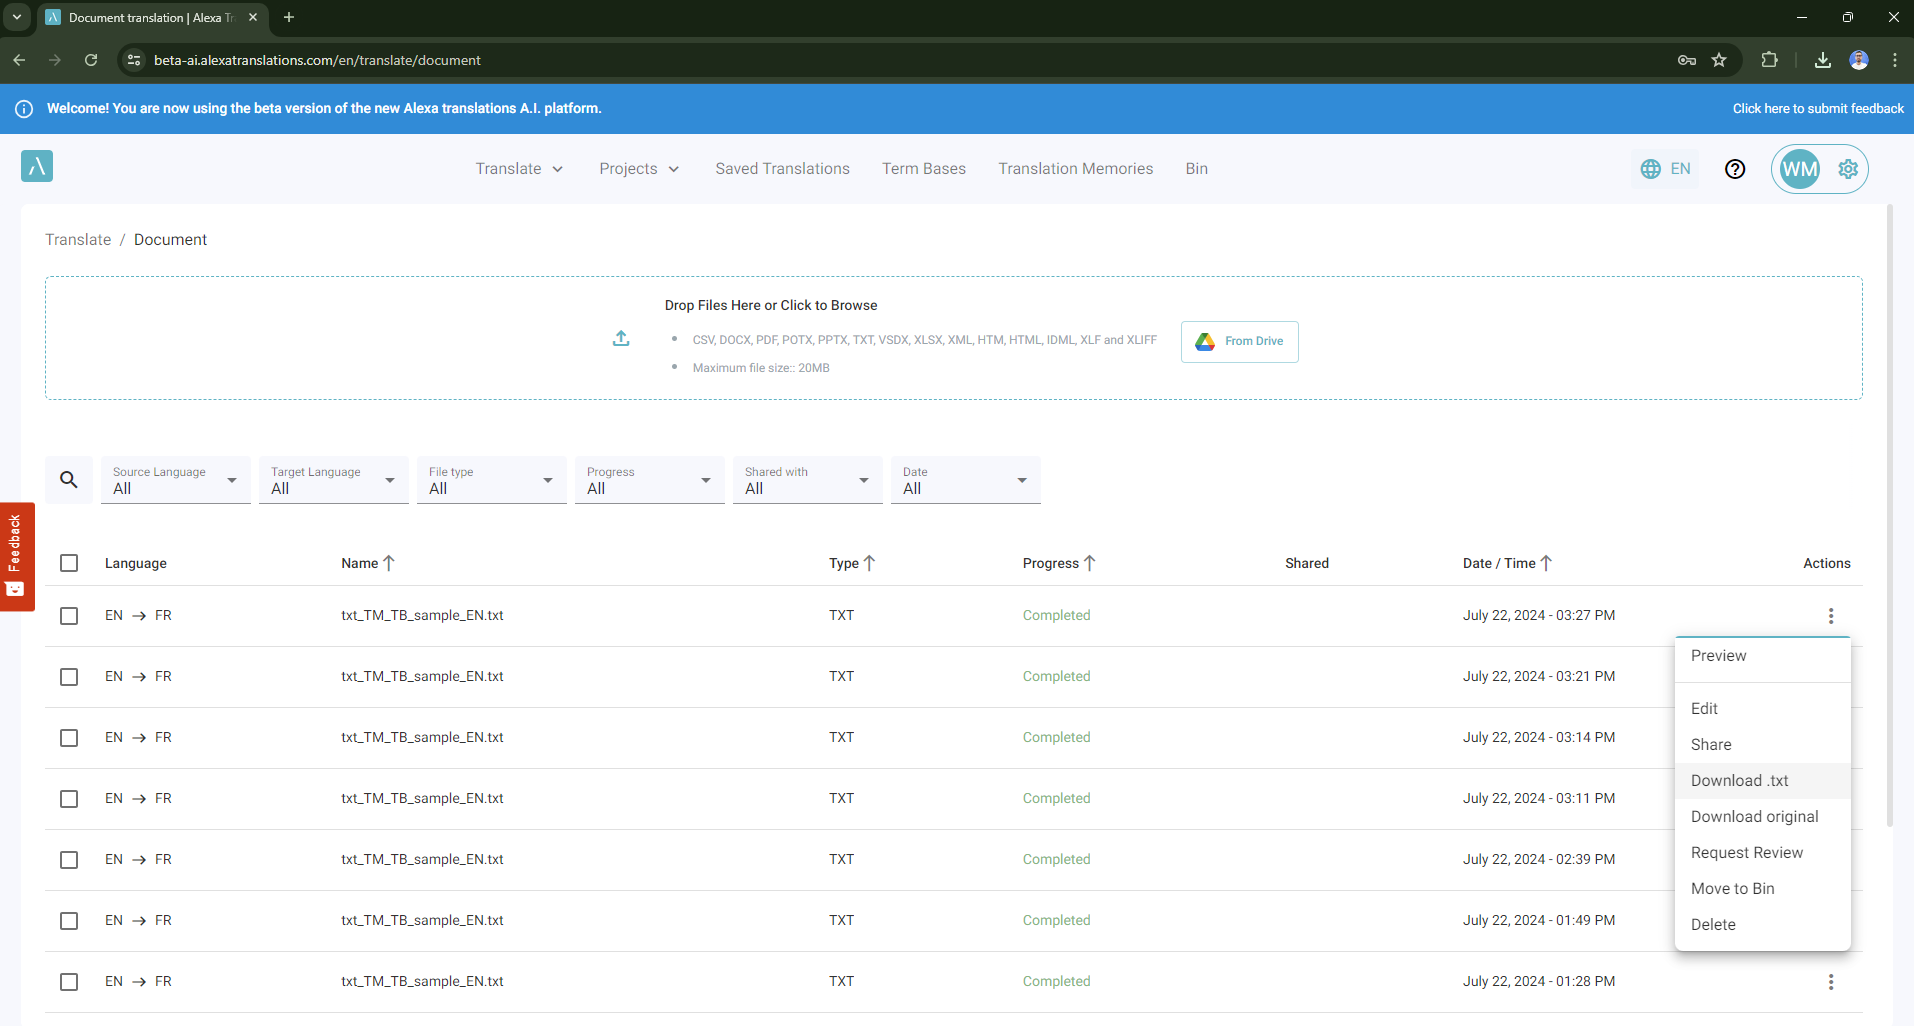 Document translation | Alexa Tr
beta-ai.alexatranslations.com/en/translate/document
Welcome! You are now using the beta version of the new Alexa translations A.I. platform.
Click here to submit feedback
Translate
Projects
Saved Translations
Term Bases
Translation Memories
Bin
EN
WM
Translate / Document
Drop Files Here or Click to Browse
CSV, DOCX, PDF, POTX, PPTX, TXT, VSDX, XLSX, XML, HTM, HTML, IDML, XLF and XLIFF
Maximum file size:: 20MB
From Drive
Source Language
All
Target Language
All
File type
All
Progress
All
Shared with
All
Date
All
Feedback
Language Name Type Progress Shared Date / Time Actions
EN → FR txt_TM_TB_sample_EN.txt TXT Completed July 22, 2024 - 03:27 PM
EN → FR txt_TM_TB_sample_EN.txt TXT Completed July 22, 2024 - 03:21 PM
EN → FR txt_TM_TB_sample_EN.txt TXT Completed July 22, 2024 - 03:14 PM
EN → FR txt_TM_TB_sample_EN.txt TXT Completed July 22, 2024 - 03:11 PM
EN → FR txt_TM_TB_sample_EN.txt TXT Completed July 22, 2024 - 02:39 PM
EN → FR txt_TM_TB_sample_EN.txt TXT Completed July 22, 2024 - 01:49 PM
EN → FR txt_TM_TB_sample_EN.txt TXT Completed July 22, 2024 - 01:28 PM
Preview
Edit
Share
Download .txt
Download original
Request Review
Move to Bin
Delete